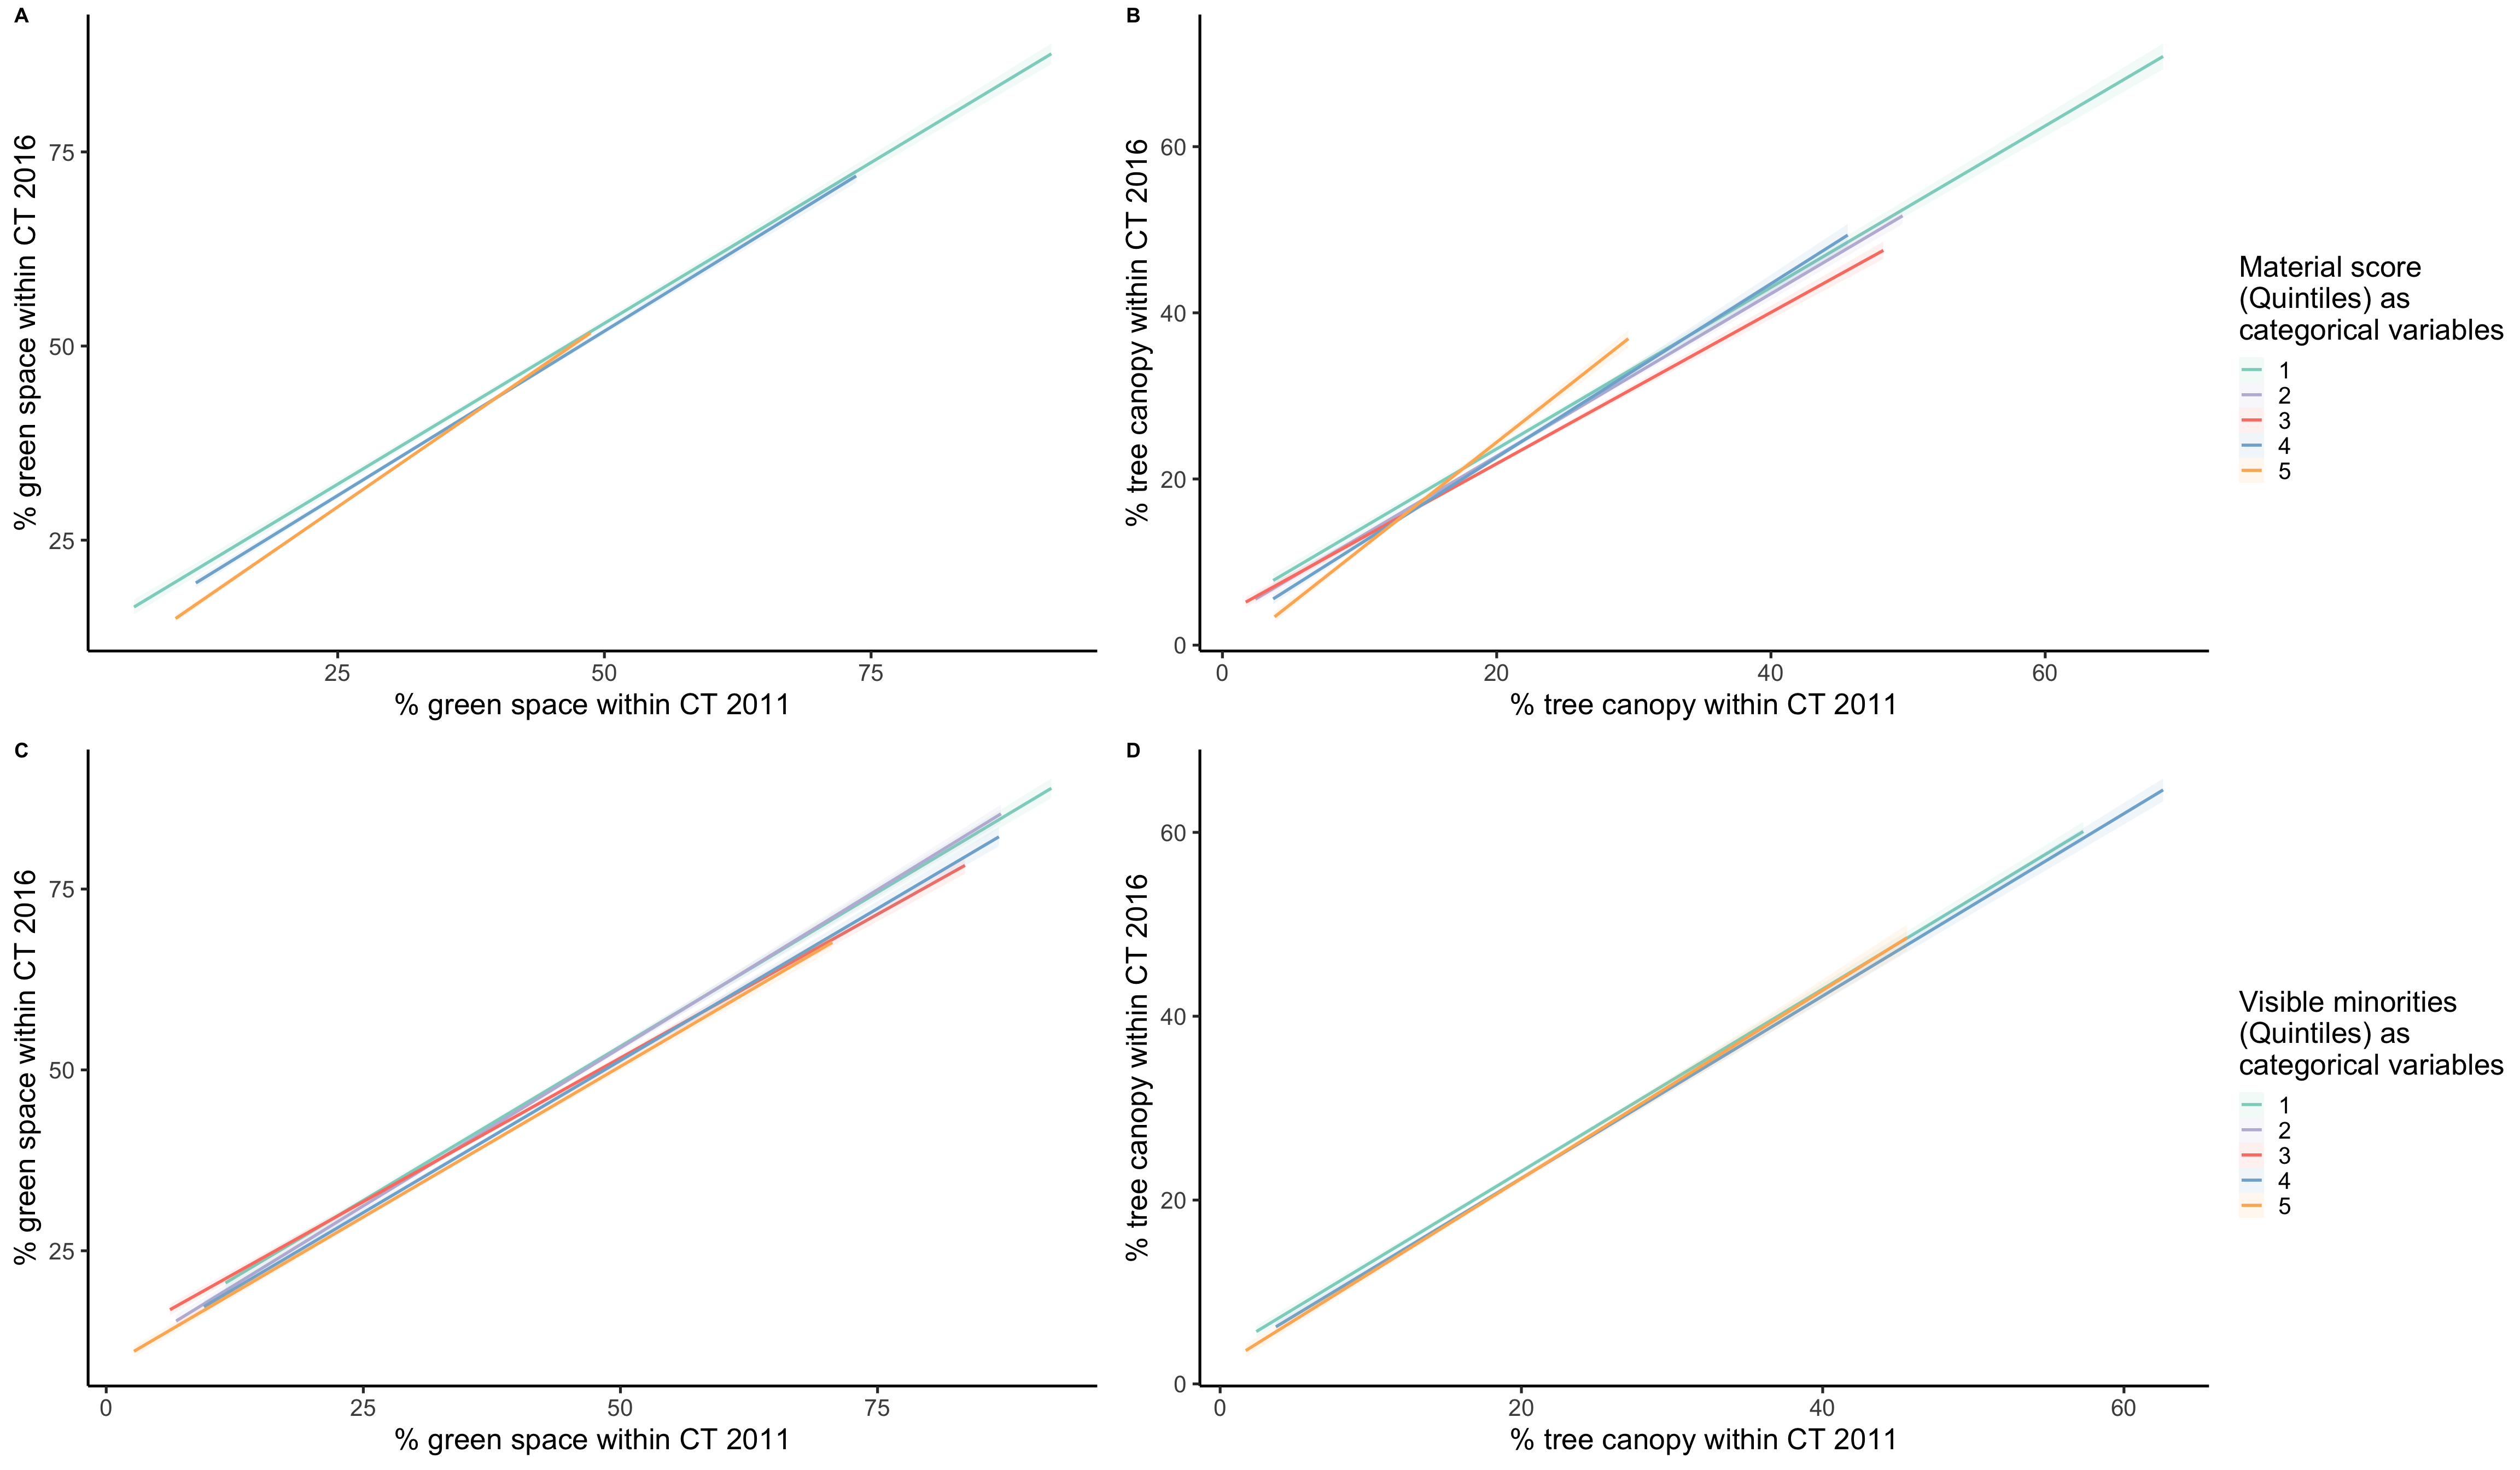 A
% green space within CT 2016
75
50
25
25
50
75
% green space within CT 2011
B
% tree canopy within CT 2016
60
40
20
0
0
20
40
60
% tree canopy within CT 2011
Material score
(Quintiles) as
categorical variables
1
2
3
4
5
C
% green space within CT 2016
75
50
25
0
25
50
75
% green space within CT 2011
D
% tree canopy within CT 2016
60
40
20
0
0
20
40
60
% tree canopy within CT 2011
Visible minorities
(Quintiles) as
categorical variables
1
2
3
4
5